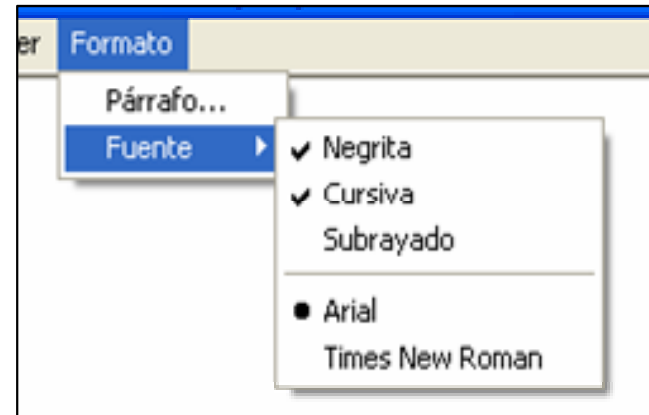 er Formato
Párrafo...
Fuente
Negrita
Cursiva
Subrayado
Arial
Times New Roman